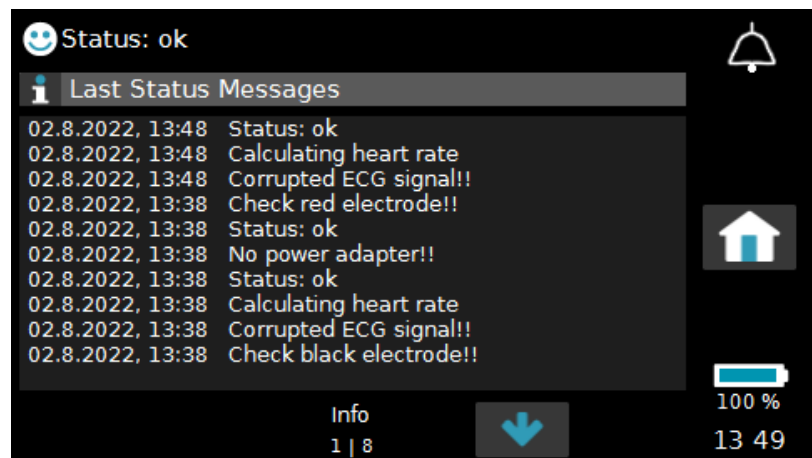 Status: ok
Last Status Messages
02.8.2022, 13:48 Status: ok
02.8.2022, 13:48 Calculating heart rate
02.8.2022, 13:48 Corrupted ECG signal!!
02.8.2022, 13:38 Check red electrode!!
02.8.2022, 13:38 Status: ok
02.8.2022, 13:38 No power adapter!!
02.8.2022, 13:38 Status: ok
02.8.2022, 13:38 Calculating heart rate
02.8.2022, 13:38 Corrupted ECG signal!!
02.8.2022, 13:38 Check black electrode!!
Info
1 | 8
100 %
13 49